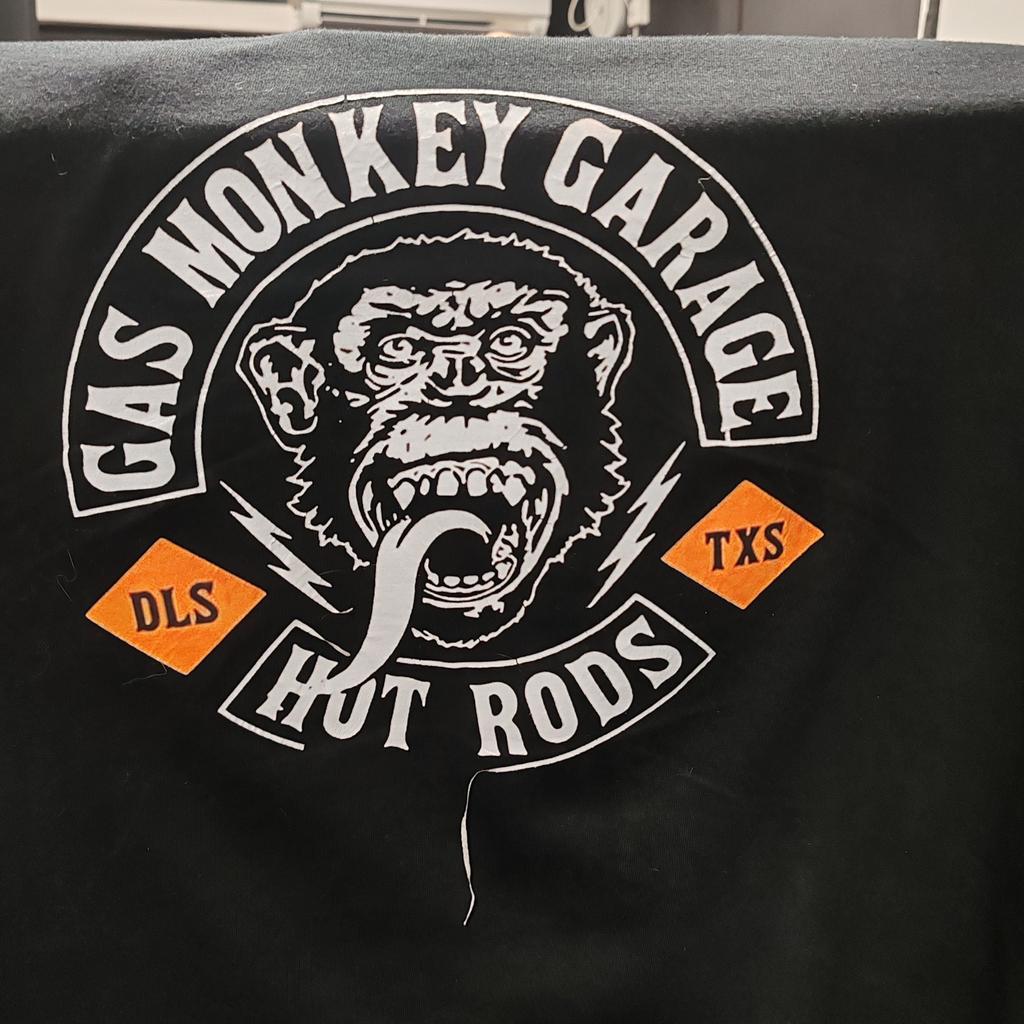 GAS MONKEY GARAGE
DLS
TXS
HOT RODS